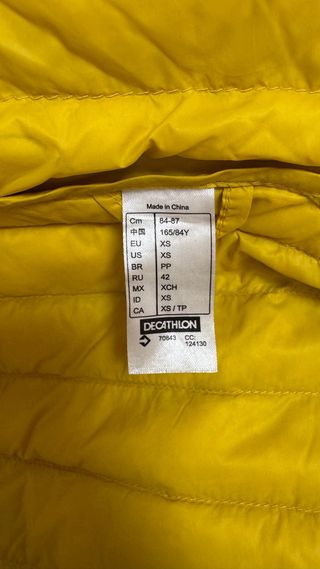 Made in China
Cm 84-87
中国 165/84Y
EU XS
US XS
BR PP
RU 42
MX XCH
ID XS
CA XS / TP
DECATHLON
70843 CC:
124130